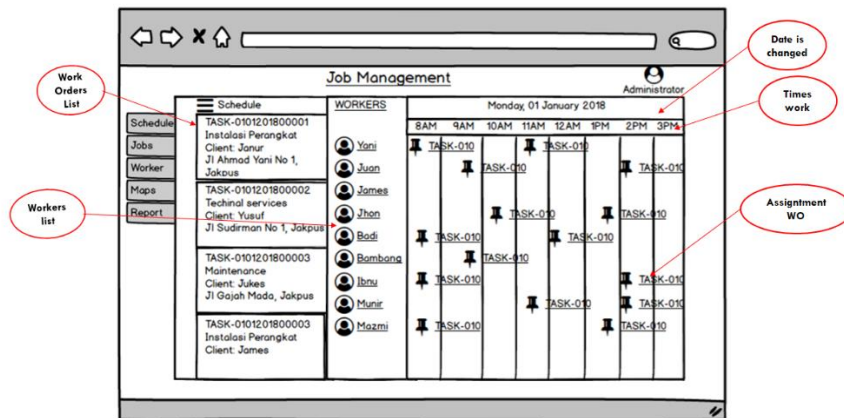 Date is
changed
Job Management
Administrator
Work
Orders
List
Times
work
Schedule
WORKERS
Monday, 01 January 2018
8AM 9AM 10AM 11AM 12AM 1PM 2PM 3PM
Schedule
Jobs
Worker
Maps
Report
TASK-0101201800001
Instalasi Perangkat
Client: Janur
Jl Ahmad Yani No 1,
Jakpus
TASK-0101201800002
Techinal services
Client: Yusuf
Jl Sudirman No 1, Jakpus
TASK-0101201800003
Maintenance
Client: Jukes
Jl Gajah Mada, Jakpus
TASK-0101201800003
Instalasi Perangkat
Client: James
Workers
list
Yani TASK-010 TASK-010
Juan TASK-010 TASK-010
James
Jhon TASK-010 TASK-010
Bodi TASK-010 TASK-010
Bambang TASK-010
Ibnu TASK-010 TASK-010
Munir TASK-010 TASK-010
Mazmi TASK-010 TASK-010
Assigntment
WO